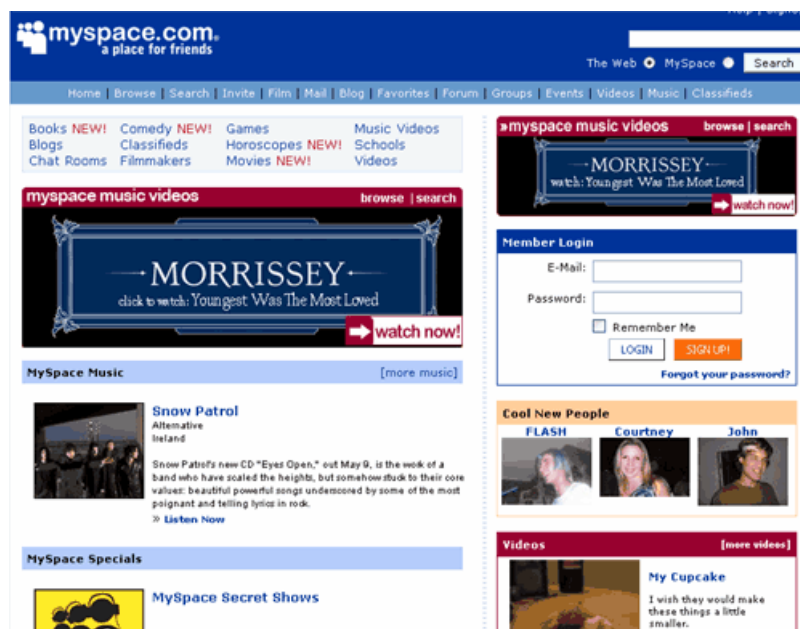 myspace.com.
a place for friends
The Web MySpace Search
Home | Browse | Search | Invite | Film | Mail | Blog | Favorites | Forum | Groups | Events | Videos | Music | Classifieds
Books NEW! Comedy NEW! Games Music Videos
Blogs Classifieds Horoscopes NEW! Schools
Chat Rooms Filmmakers Movies NEW! Videos
myspace music videos browse | search
MORRISSEY
click to watch: Youngest Was The Most Loved
watch now!
MySpace Music [more music]
Snow Patrol
Alternative
Ireland
Snow Patrol's new CD "Eyes Open," out May 9, is the work of a
band who have scaled the heights, but somehow stuck to their core
values: beautiful powerful songs underscored by some of the most
poignant and telling lyrics in rock.
» Listen Now
MySpace Specials
MySpace Secret Shows
»myspace music videos browse | search
MORRISSEY
watch: Youngest Was The Most Loved
watch now!
Member Login
E-Mail:
Password:
Remember Me
LOGIN SIGN UP!
Forgot your password?
Cool New People
FLASH Courtney John
Videos [more videos]
My Cupcake
I wish they would make
these things a little
smaller.